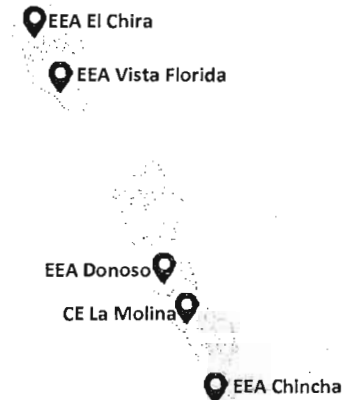 EEA El Chira
EEA Vista Florida
EEA Donoso
CE La Molina
EEA Chincha